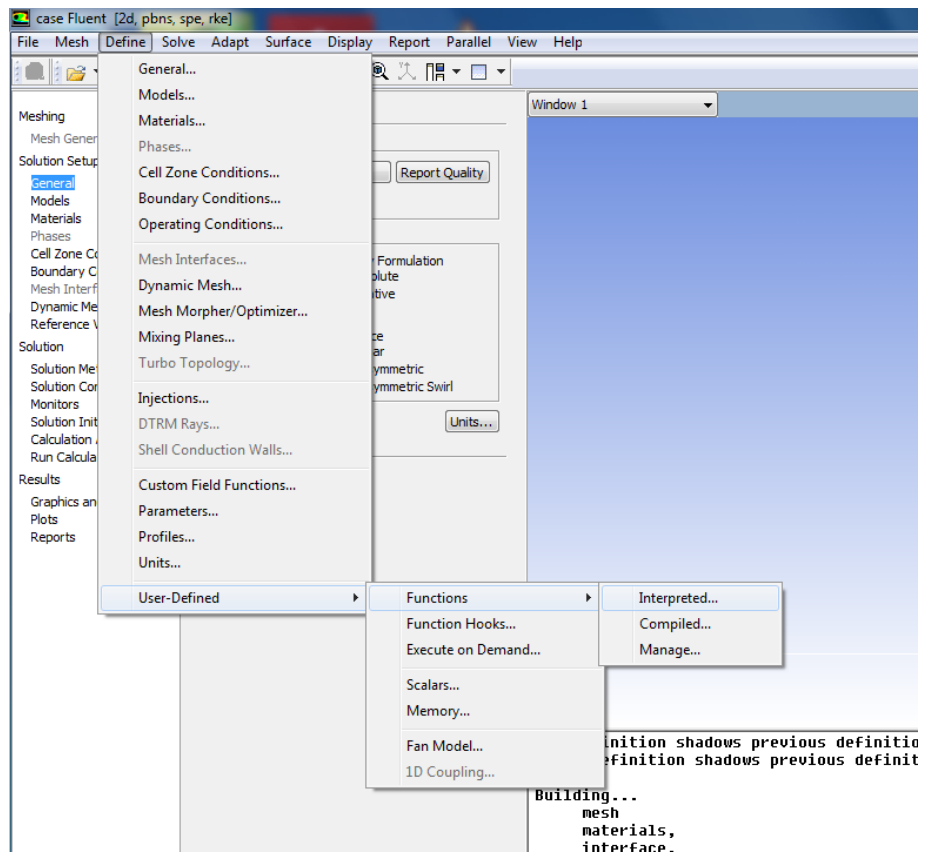 case Fluent [2d, pbns, spe, rke]
File Mesh Define Solve Adapt Surface Display Report Parallel View Help
Meshing
Mesh Gener
Solution Setup
General
Models
Materials
Phases
Cell Zone Co
Boundary C
Mesh Interf
Dynamic Me
Reference V
Solution
Solution Me
Solution Cor
Monitors
Solution Init
Calculation
Run Calcula
Results
Graphics an
Plots
Reports
General...
Models...
Materials...
Phases...
Cell Zone Conditions...
Boundary Conditions...
Operating Conditions...
Mesh Interfaces...
Dynamic Mesh...
Mesh Morpher/Optimizer...
Mixing Planes...
Turbo Topology...
Injections...
DTRM Rays...
Shell Conduction Walls...
Custom Field Functions...
Parameters...
Profiles...
Units...
User-Defined
Functions
Function Hooks...
Execute on Demand...
Scalars...
Memory...
Fan Model...
1D Coupling...
Interpreted...
Compiled...
Manage...
Report Quality
Formulation
olute
tive
ce
ar
ymmetric
ymmetric Swirl
Units...
Window 1
inition shadows previous definitio
efinition shadows previous definit
Building...
mesh
materials,
interface,